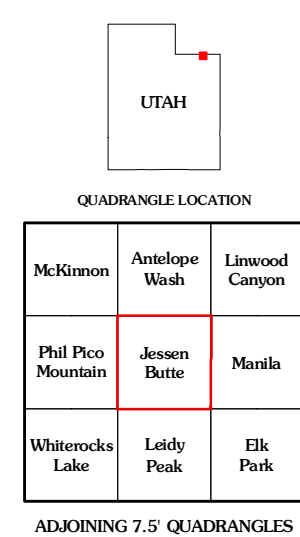 UTAH
QUADRANGLE LOCATION
McKinnon
Antelope
Wash
Linwood
Canyon
Phil Pico
Mountain
Jessen
Butte
Manila
Whiterocks
Lake
Leidy
Peak
Elk
Park
ADJOINING 7.5' QUADRANGLES